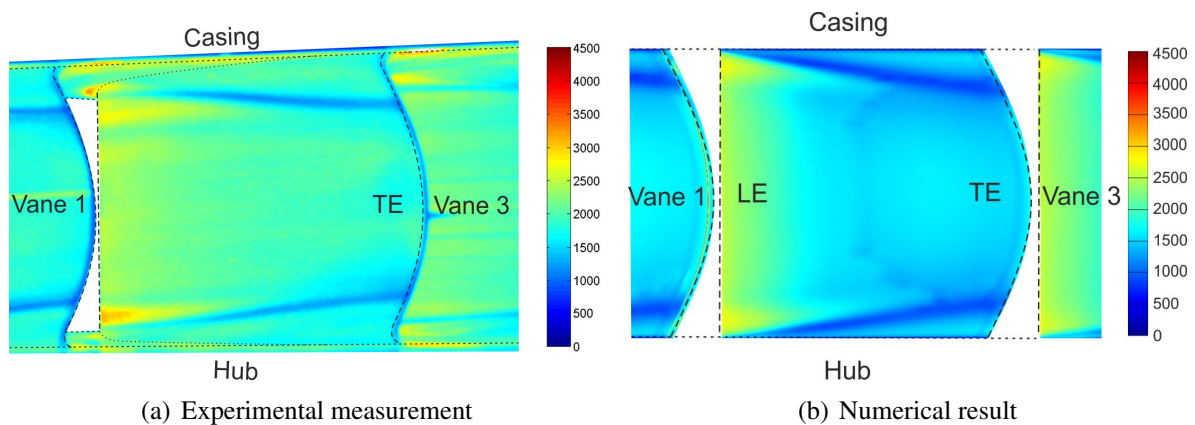 Casing
4500
4000
3500
3000
2500
2000
1500
1000
500
0
Vane 1
TE
Vane 3
Hub
(a) Experimental measurement
Casing
4500
4000
3500
3000
2500
2000
1500
1000
500
0
Vane 1
LE
TE
Vane 3
Hub
(b) Numerical result